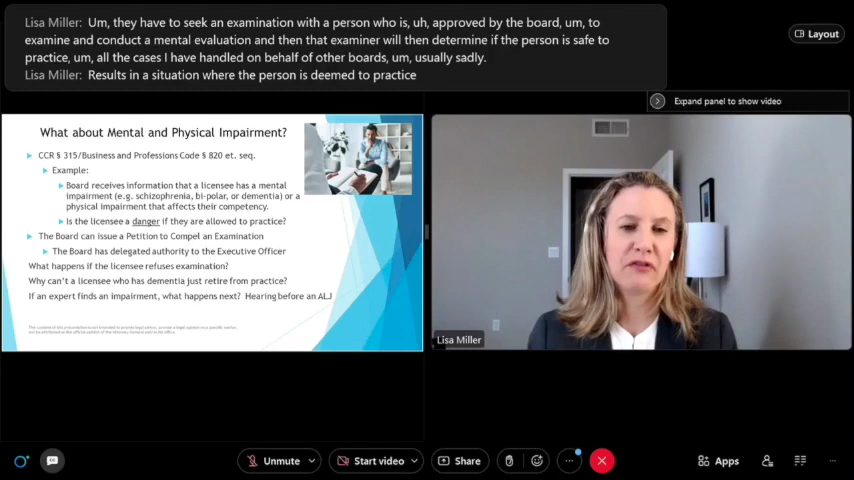 Lisa Miller: Um, they have to seek an examination with a person who is, uh, approved by the board, um, to
examine and conduct a mental evaluation and then that examiner will then determine if the person is safe to
practice, um, all the cases I have handled on behalf of other boards, um, usually sadly.
Lisa Miller: Results in a situation where the person is deemed to practice
Layout
Expand panel to show video
What about Mental and Physical Impairment?
CCR § 315/Business and Professions Code § 820 et. seq.
Example:
Board receives information that a licensee has a mental
impairment (e.g. schizophrenia, bi-polar, or dementia) or a
physical impairment that affects their competency.
Is the licensee a danger if they are allowed to practice?
The Board can issue a Petition to Compel an Examination
The Board has delegated authority to the Executive Officer
What happens if the licensee refuses examination?
Why can't a licensee who has dementia just retire from practice?
If an expert finds an impairment, what happens next? Hearing before an ALJ
Lisa Miller
Unmute
Start video
Share
Apps